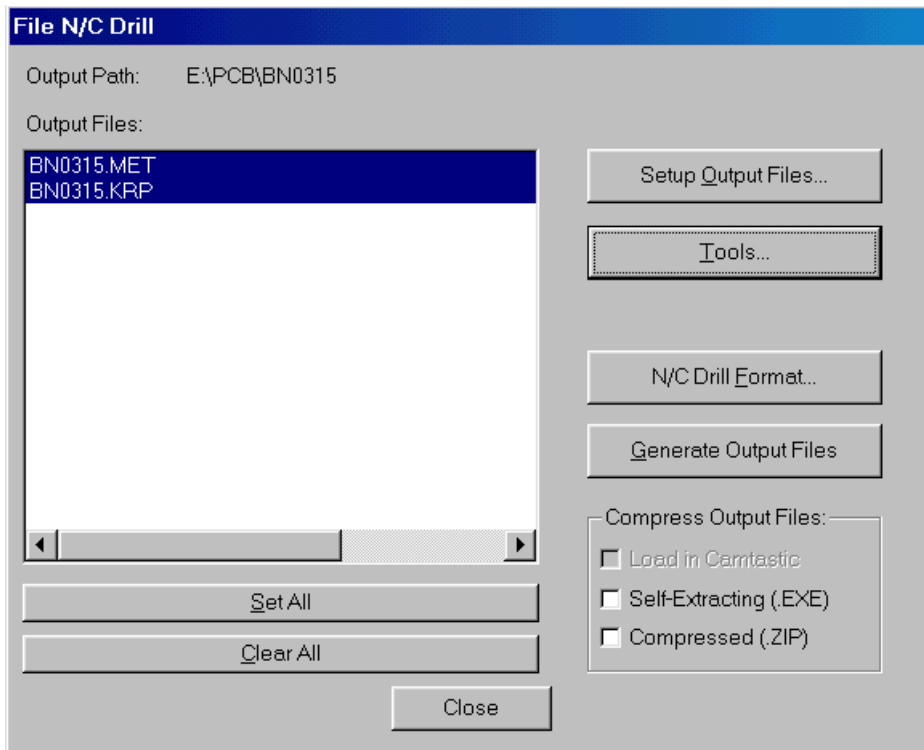 File N/C Drill
Output Path: E:\PCB\BN0315
Output Files:
BN0315.MET
BN0315.KRP
Setup Output Files...
Tools...
N/C Drill Format...
Generate Output Files
Compress Output Files:
Load in Camtastic
Self-Extracting (.EXE)
Compressed (.ZIP)
Set All
Clear All
Close